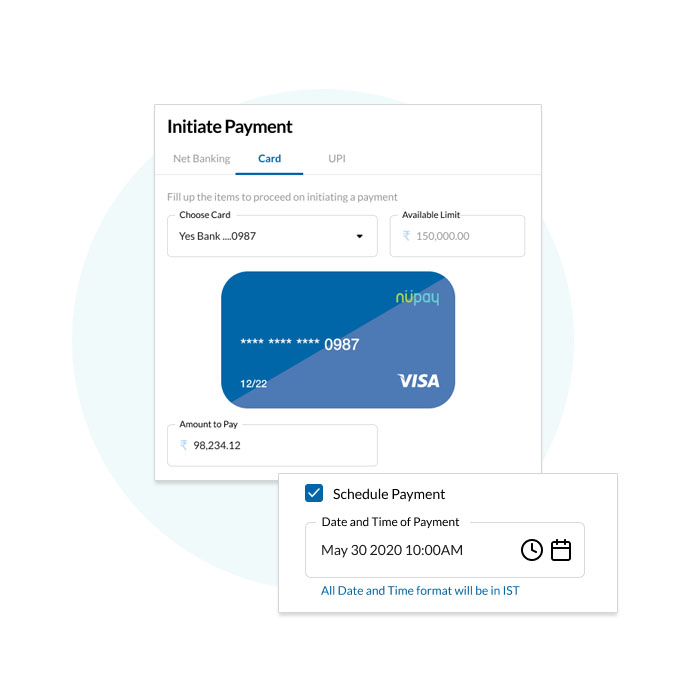 Initiate Payment
Net Banking Card UPI
Fill up the items to proceed on initiating a payment
Choose Card Available Limit
Yes Bank ....0987 ₹ 150,000.00
nüpay
**** **** **** 0987
12/22 VISA
Amount to Pay
₹ 98,234.12
Schedule Payment
Date and Time of Payment
May 30 2020 10:00AM
All Date and Time format will be in IST